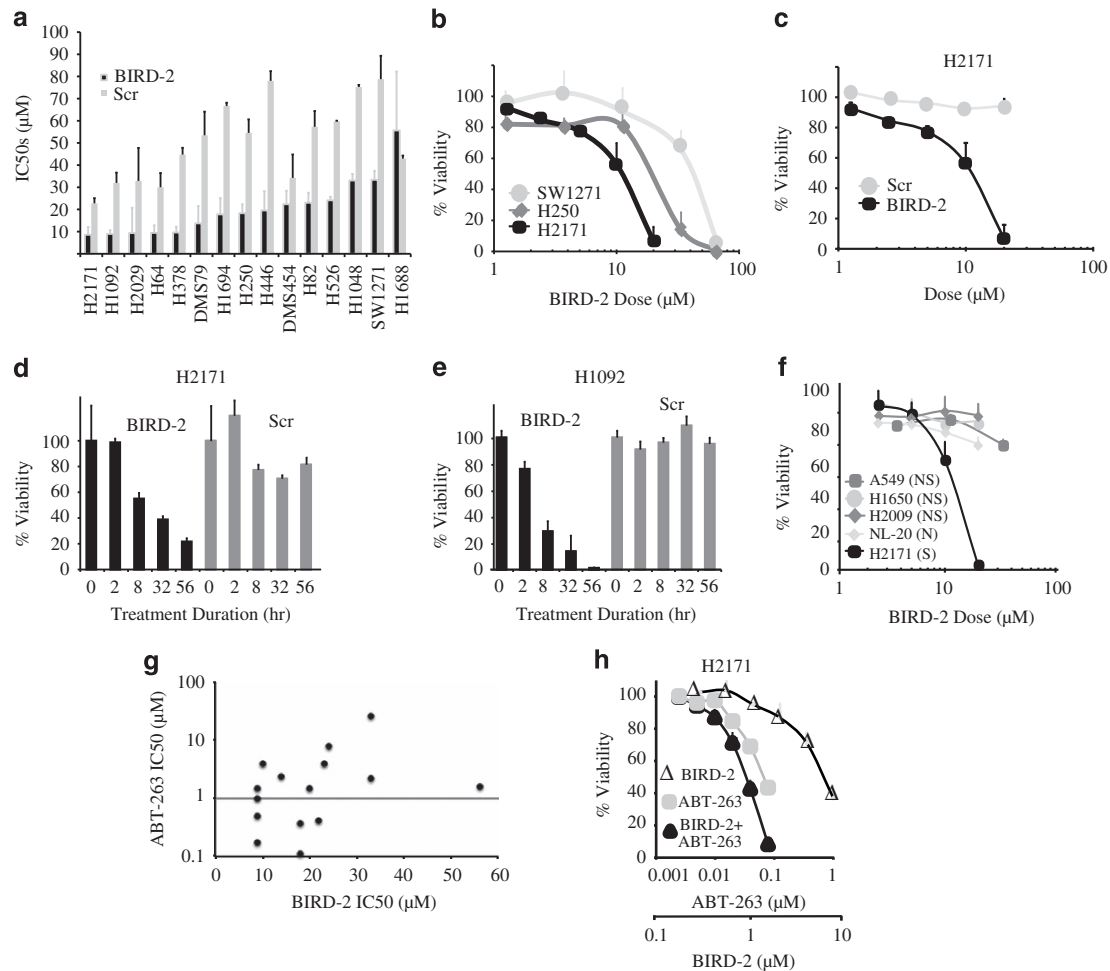 a
IC50s (μM)
100
90
80
70
60
50
40
30
20
10
BIRD-2
Scr
H2171
H1092
H2029
H64
H378
DMS79
H1694
H250
H446
DMS454
H82
H526
H1048
SW1271
H1688
b
% Viability
100
80
60
40
20
0
SW1271
H250
H2171
1 10 100
BIRD-2 Dose (μM)
c
H2171
% Viability
100
80
60
40
20
0
Scr
BIRD-2
1 10 100
Dose (μM)
d
H2171
BIRD-2 Scr
% Viability
100
80
60
40
20
0
0 2 8 32 56 0 2 8 32 56
Treatment Duration (hr)
e
H1092
BIRD-2 Scr
% Viability
100
80
60
40
20
0
0 2 8 32 56 0 2 8 32 56
Treatment Duration (hr)
f
% Viability
100
80
60
40
20
0
A549 (NS)
H1650 (NS)
H2009 (NS)
NL-20 (N)
H2171 (S)
1 10 100
BIRD-2 Dose (μM)
g
ABT-263 IC50 (μM)
100
10
1
0.1
0 10 20 30 40 50 60
BIRD-2 IC50 (μM)
h
H2171
% Viability
100
80
60
40
20
0
BIRD-2
ABT-263
BIRD-2+
ABT-263
0.001 0.01 0.1 1
ABT-263 (μM)
0.1 1 10
BIRD-2 (μM)